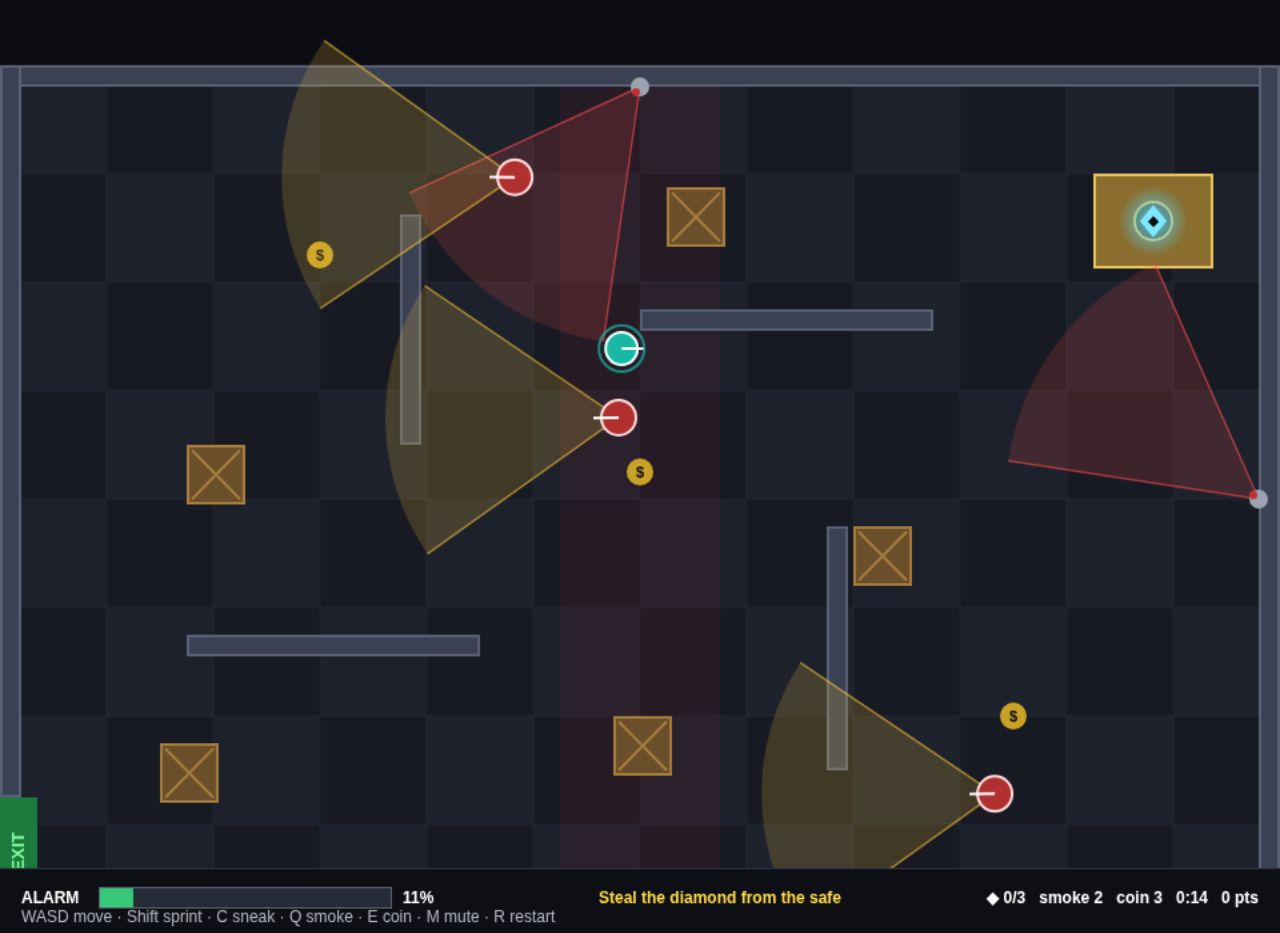 $
$
$
EXIT
ALARM 11% Steal the diamond from the safe ◆ 0/3 smoke 2 coin 3 0:14 0 pts
WASD move · Shift sprint · C sneak · Q smoke · E coin · M mute · R restart